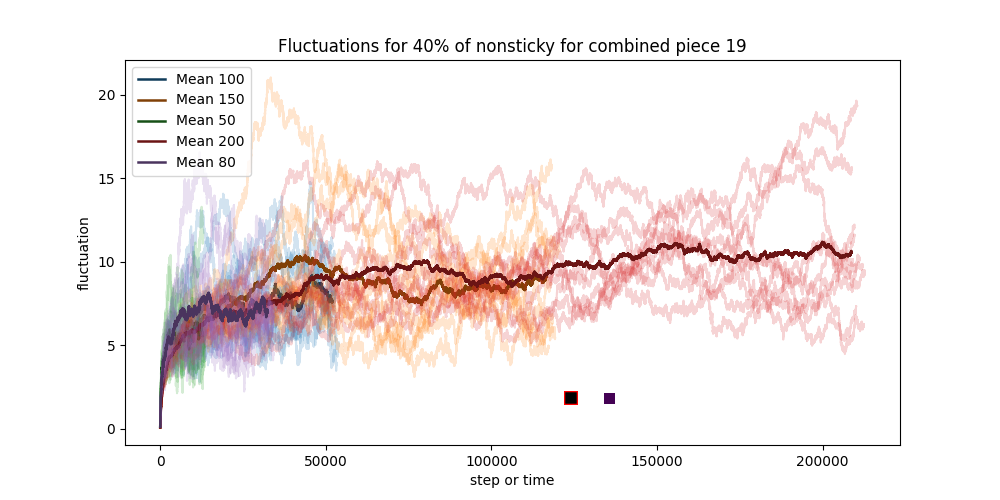 Fluctuations for 40% of nonsticky for combined piece 19
Mean 100
Mean 150
Mean 50
Mean 200
Mean 80
20
15
10
5
0
fluctuation
0 50000 100000 150000 200000
step or time